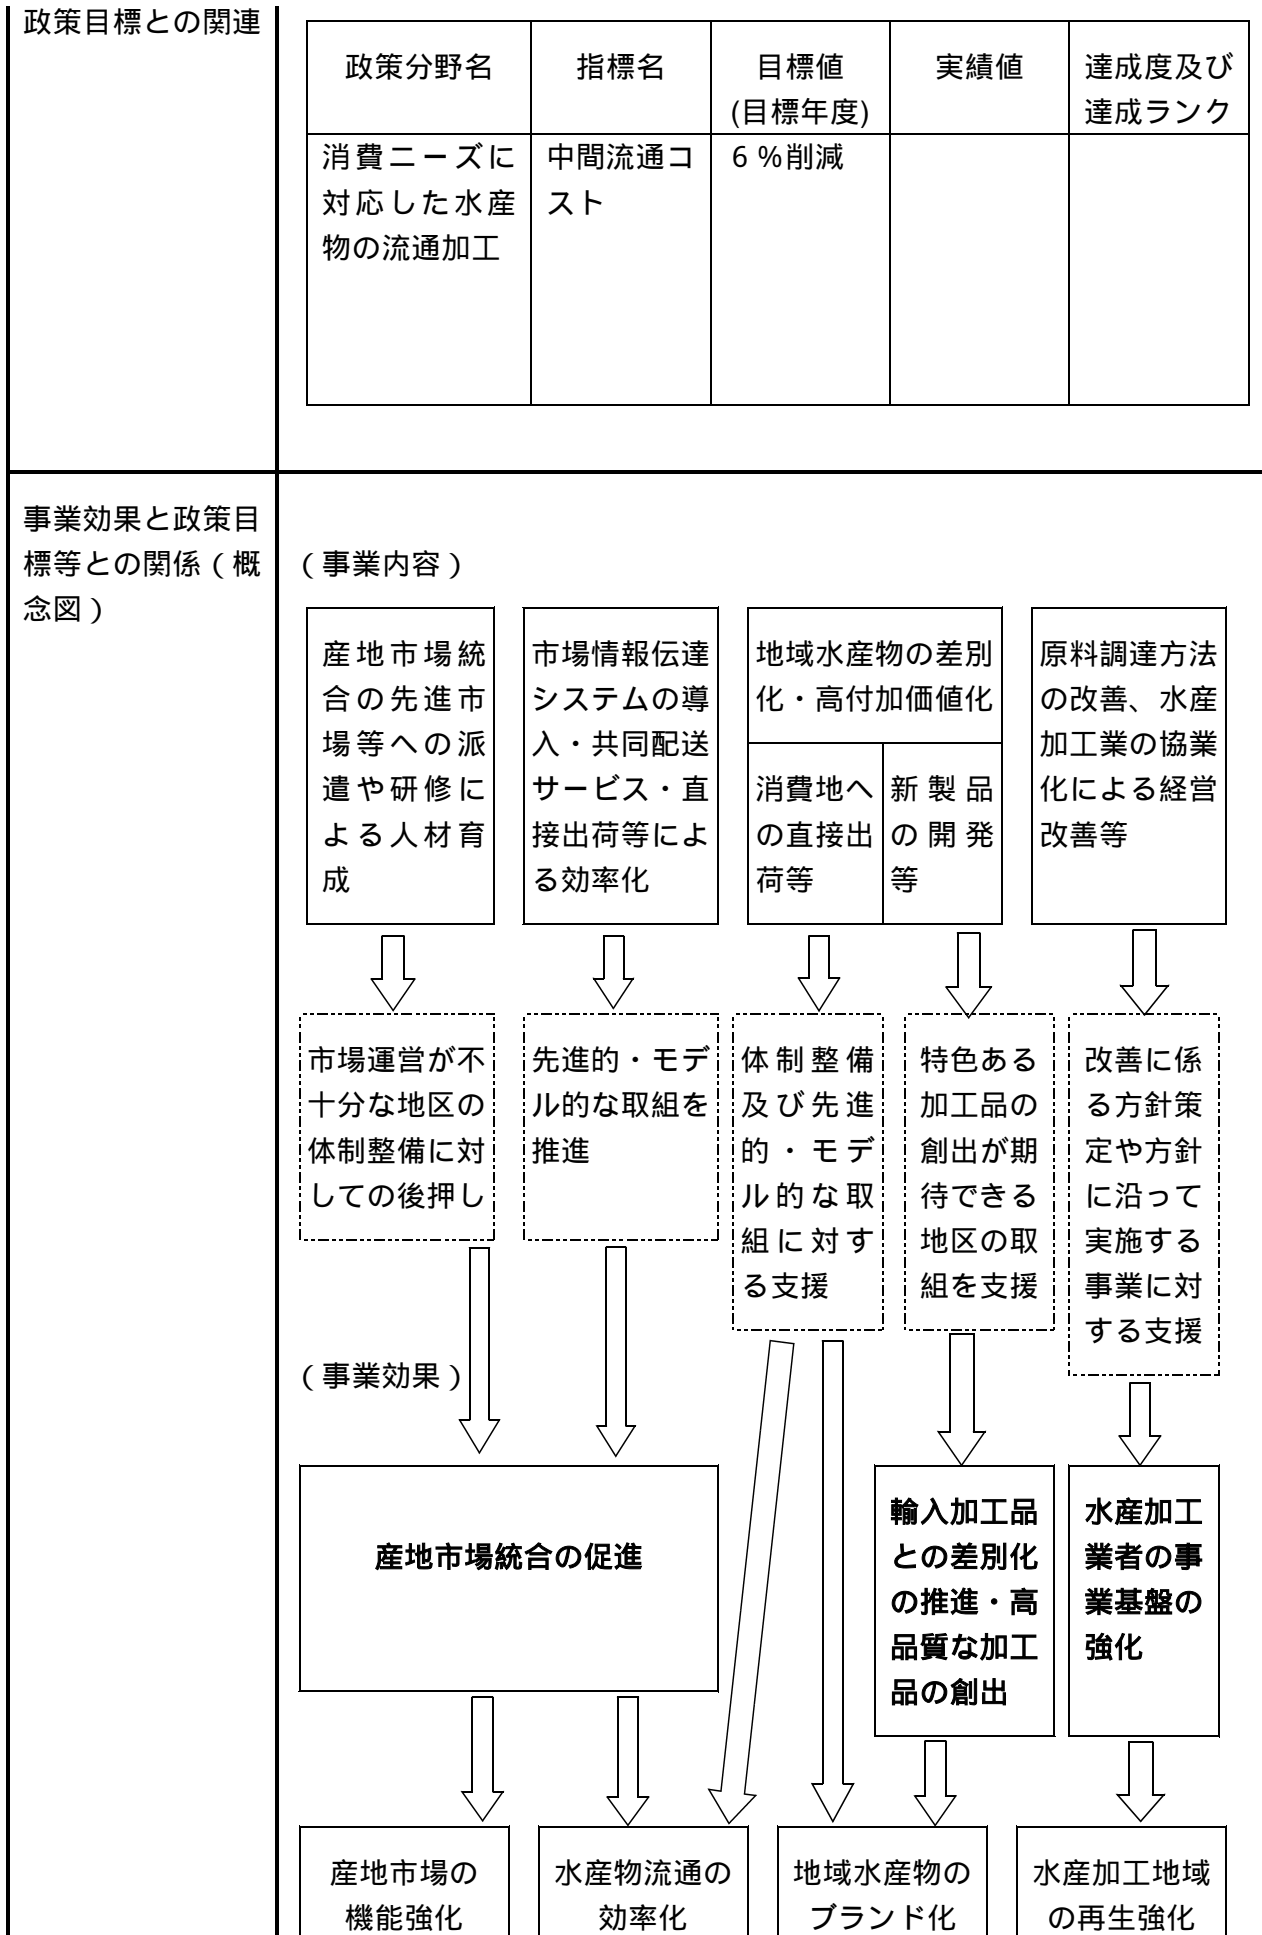 政策目標との関連
政策分野名
指標名
目標値
(目標年度)
実績値
達成度及び
達成ランク
消費ニーズに
対応した水産
物の流通加工
中間流通コ
スト
６％削減
事業効果と政策目
標等との関係（概
念図）
（事業内容）
産地市場統
合の先進市
場等への派
遣や研修に
よる人材育
成
市場情報伝達
システムの導
入・共同配送
サービス・直
接出荷等によ
る効率化
地域水産物の差別
化・高付加価値化
消費地へ
の直接出
荷等
新製品
の開発
等
原料調達方法
の改善、水産
加工業の協業
化による経営
改善等
市場運営が不
十分な地区の
体制整備に対
しての後押し
先進的・モデ
ル的な取組を
推進
体制整備
及び先進
的・モデ
ル的な取
組に対す
る支援
特色ある
加工品の
創出が期
待できる
地区の取
組を支援
改善に係
る方針策
定や方針
に沿って
実施する
事業に対
する支援
（事業効果）
産地市場統合の促進
輸入加工品
との差別化
の推進・高
品質な加工
品の創出
水産加工
業者の事
業基盤の
強化
産地市場の
機能強化
水産物流通の
効率化
地域水産物の
ブランド化
水産加工地域
の再生強化